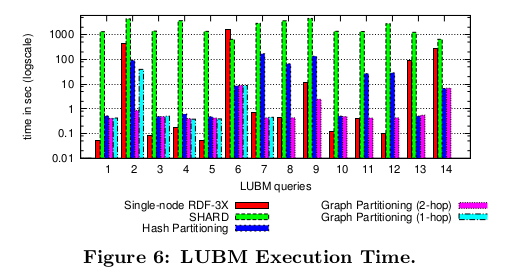 time in sec (logscale)
1000
100
10
1
0.1
0.01
1 2 3 4 5 6 7 8 9 10 11 12 13 14
LUBM queries
Single-node RDF-3X
SHARD
Hash Partitioning
Graph Partitioning (2-hop)
Graph Partitioning (1-hop)
Figure 6: LUBM Execution Time.